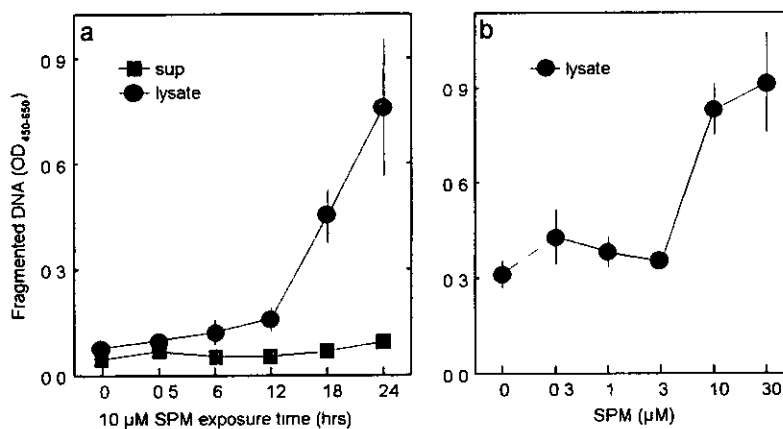 a
b
Fragmented DNA (OD450-650)
0 9
0 6
0 3
0 0
sup
lysate
0 0 5 6 12 18 24
10 µM SPM exposure time (hrs)
0 9
0 6
0 3
0 0
lysate
0 0 3 1 3 10 30
SPM (µM)